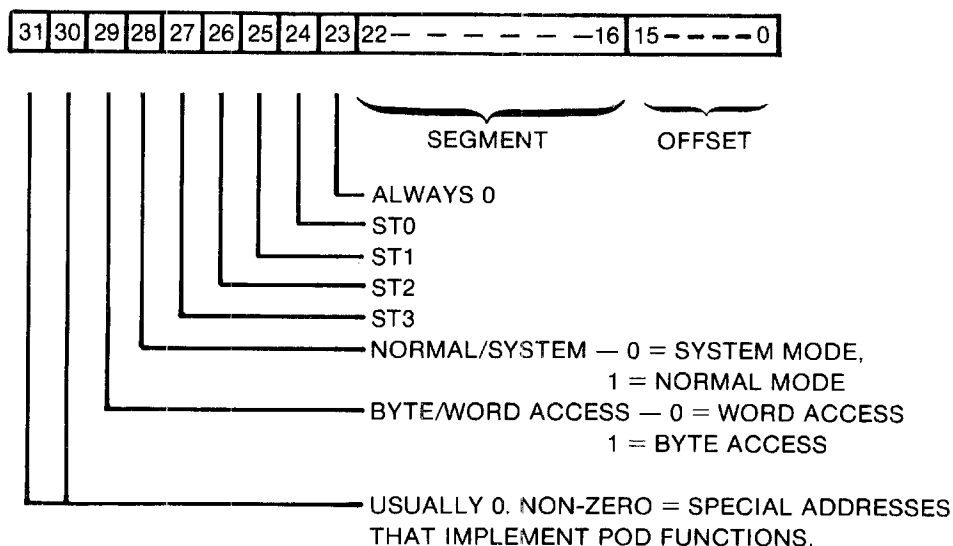 31 30 29 28 27 26 25 24 23 22— — — — — —16 15----0
SEGMENT OFFSET
ALWAYS 0
ST0
ST1
ST2
ST3
NORMAL/SYSTEM — 0 = SYSTEM MODE,
1 = NORMAL MODE
BYTE/WORD ACCESS — 0 = WORD ACCESS
1 = BYTE ACCESS
USUALLY 0. NON-ZERO = SPECIAL ADDRESSES
THAT IMPLEMENT POD FUNCTIONS.